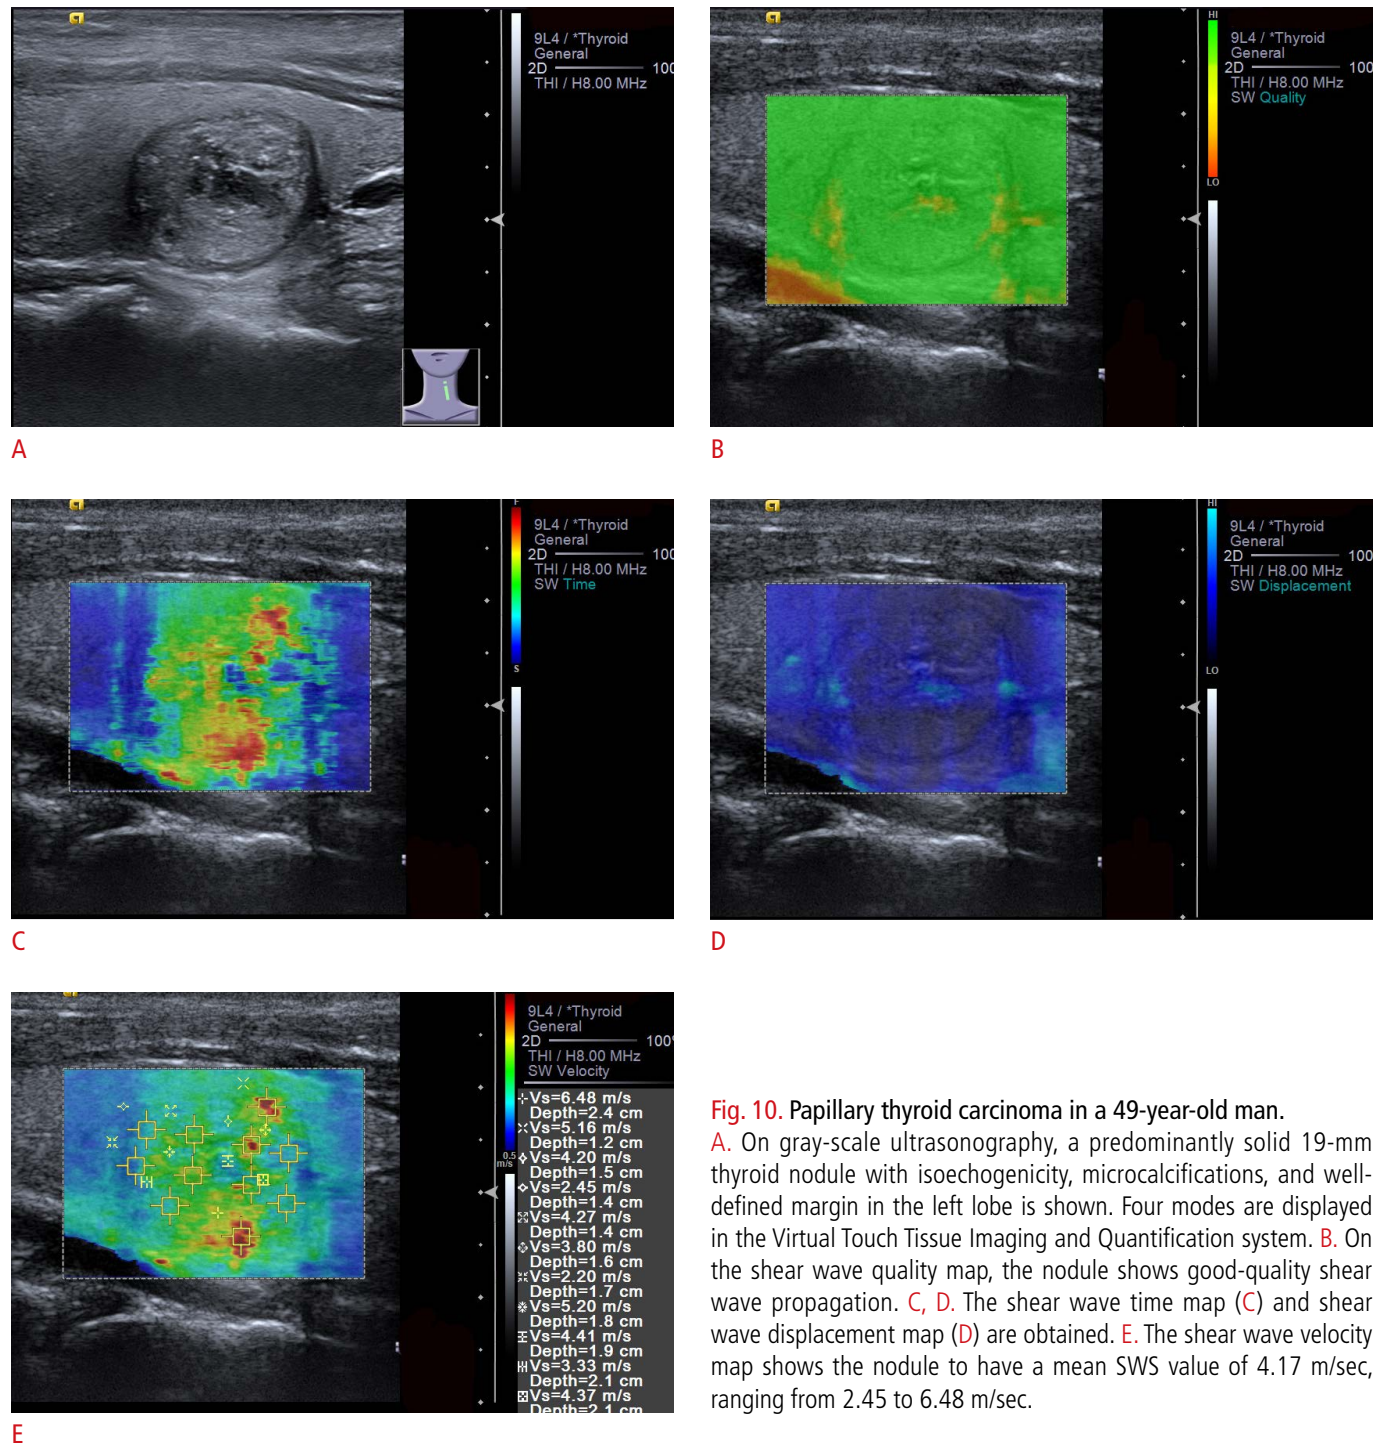 9L4 / *Thyroid
General
2D 100
THI / H8.00 MHz
A
HI
LO
9L4 / *Thyroid
General
2D 100
THI / H8.00 MHz
SW Quality
B
F
S
9L4 / *Thyroid
General
2D 100
THI / H8.00 MHz
SW Time
C
HI
LO
9L4 / *Thyroid
General
2D 100
THI / H8.00 MHz
SW Displacement
D
9L4 / *Thyroid
General
2D 100%
THI / H8.00 MHz
SW Velocity
0.5
m/s
Vs=6.48 m/s
Depth=2.4 cm
Vs=5.16 m/s
Depth=1.2 cm
Vs=4.20 m/s
Depth=1.5 cm
Vs=2.45 m/s
Depth=1.4 cm
Vs=4.27 m/s
Depth=1.4 cm
Vs=3.80 m/s
Depth=1.6 cm
Vs=2.20 m/s
Depth=1.7 cm
Vs=5.20 m/s
Depth=1.8 cm
Vs=4.41 m/s
Depth=1.9 cm
Vs=3.33 m/s
Depth=2.1 cm
Vs=4.37 m/s
Depth=2.1 cm
E
Fig. 10. Papillary thyroid carcinoma in a 49-year-old man.
A. On gray-scale ultrasonography, a predominantly solid 19-mm
thyroid nodule with isoechogenicity, microcalcifications, and well-
defined margin in the left lobe is shown. Four modes are displayed
in the Virtual Touch Tissue Imaging and Quantification system. B. On
the shear wave quality map, the nodule shows good-quality shear
wave propagation. C, D. The shear wave time map (C) and shear
wave displacement map (D) are obtained. E. The shear wave velocity
map shows the nodule to have a mean SWS value of 4.17 m/sec,
ranging from 2.45 to 6.48 m/sec.